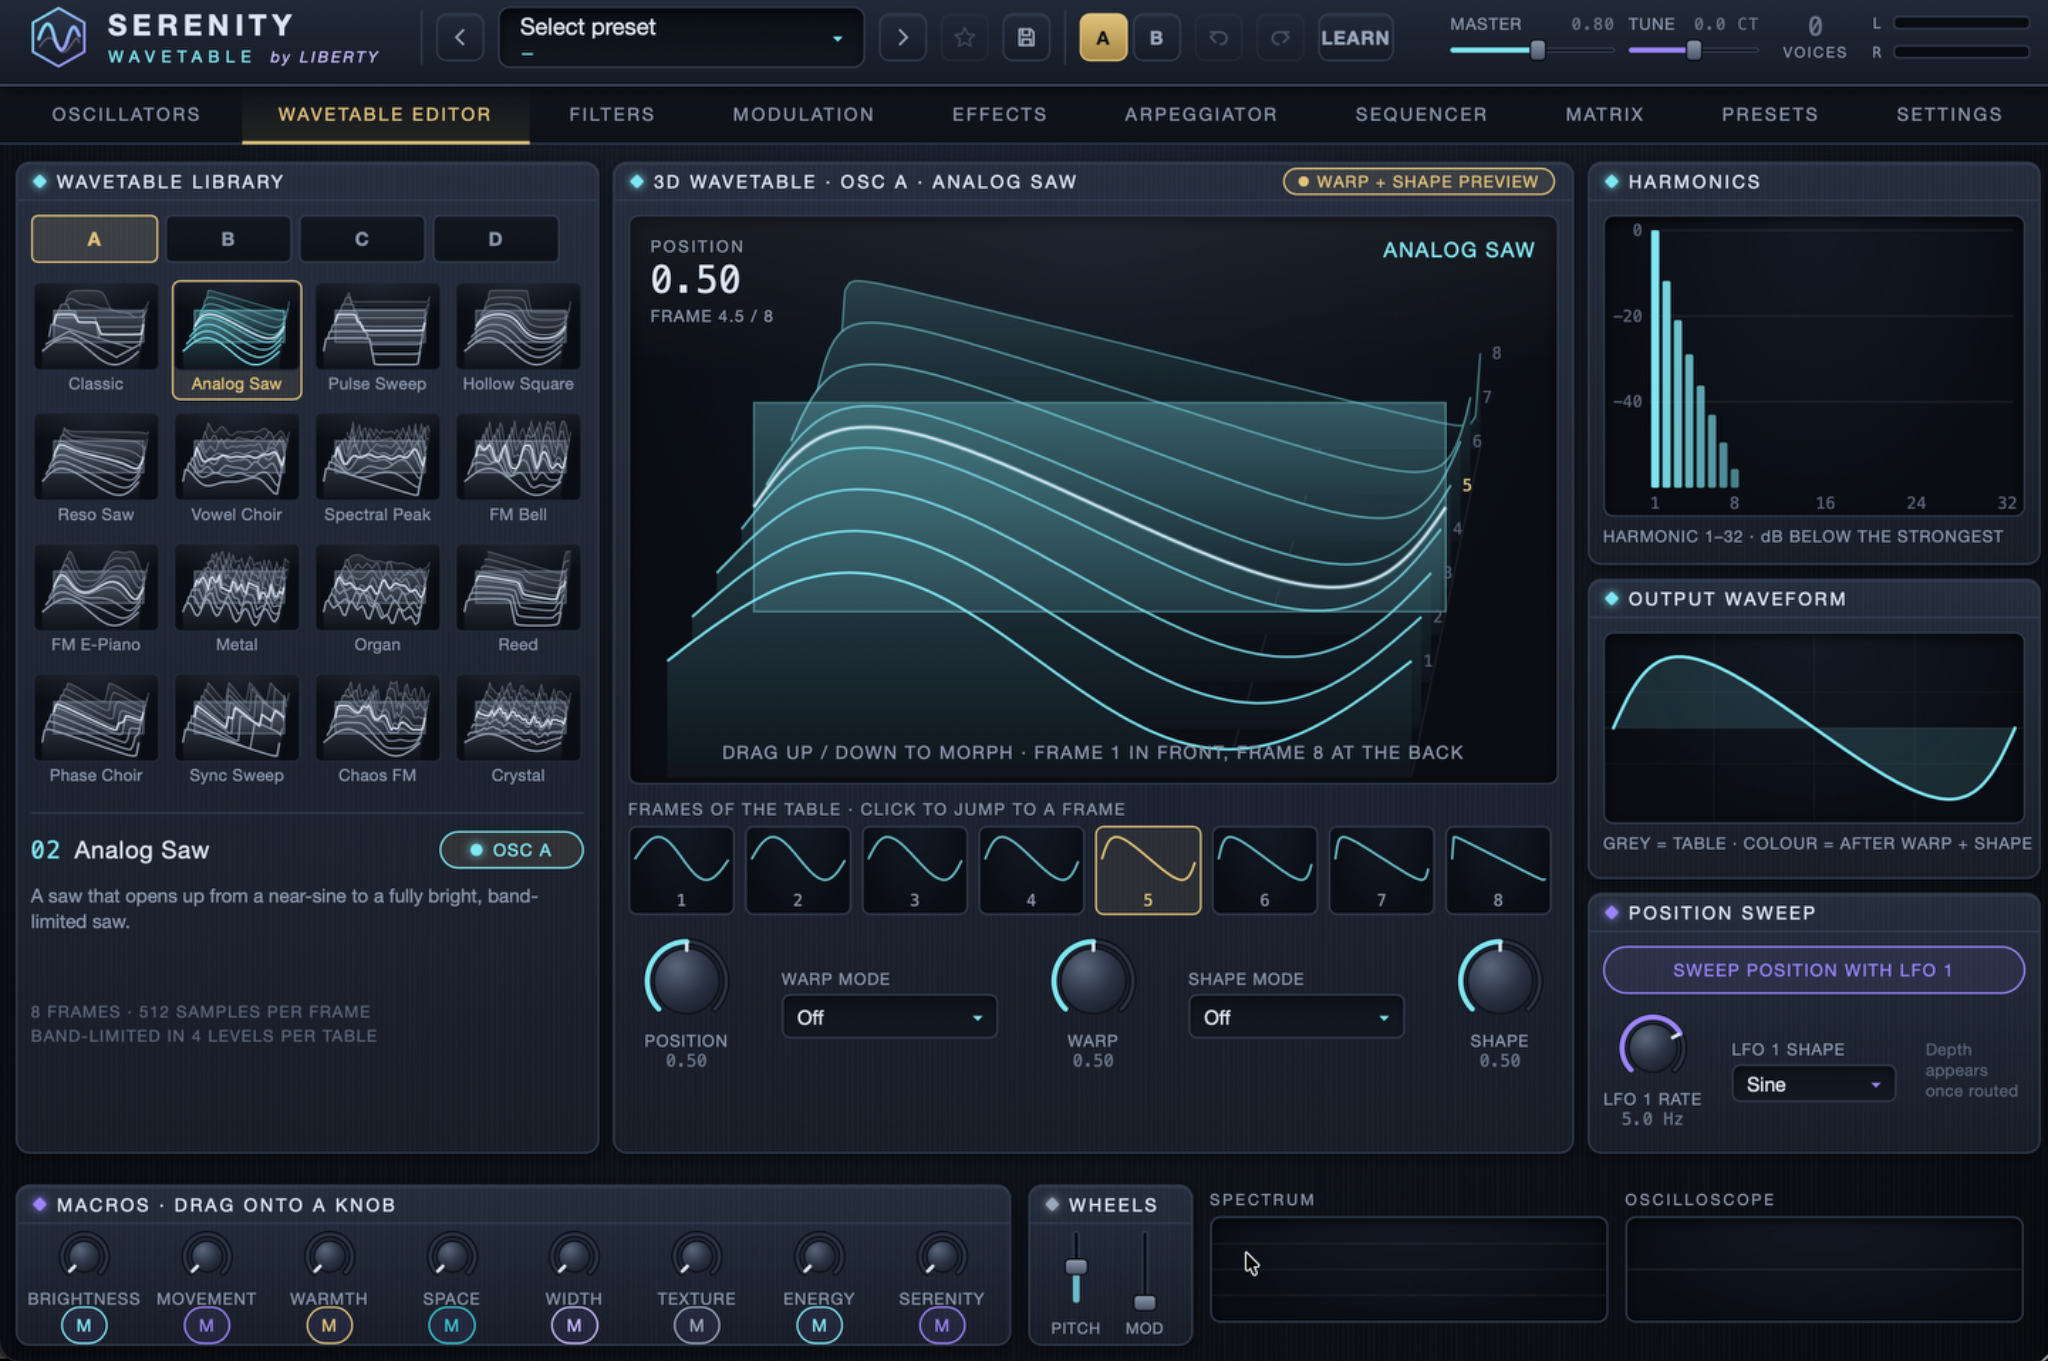 SERENITY
WAVETABLE by LIBERTY
Select preset
–
A
B
LEARN
MASTER 0.80
TUNE 0.0 CT
0
VOICES
L
R
OSCILLATORS
WAVETABLE EDITOR
FILTERS
MODULATION
EFFECTS
ARPEGGIATOR
SEQUENCER
MATRIX
PRESETS
SETTINGS
WAVETABLE LIBRARY
A B C D
Classic Analog Saw Pulse Sweep Hollow Square
Reso Saw Vowel Choir Spectral Peak FM Bell
FM E-Piano Metal Organ Reed
Phase Choir Sync Sweep Chaos FM Crystal
02 Analog Saw
OSC A
A saw that opens up from a near-sine to a fully bright, band-
limited saw.
8 FRAMES · 512 SAMPLES PER FRAME
BAND-LIMITED IN 4 LEVELS PER TABLE
3D WAVETABLE · OSC A · ANALOG SAW
WARP + SHAPE PREVIEW
POSITION
0.50
FRAME 4.5 / 8
ANALOG SAW
8
7
6
5
4
3
2
1
DRAG UP / DOWN TO MORPH · FRAME 1 IN FRONT, FRAME 8 AT THE BACK
FRAMES OF THE TABLE · CLICK TO JUMP TO A FRAME
1 2 3 4 5 6 7 8
POSITION
0.50
WARP MODE
Off
WARP
0.50
SHAPE MODE
Off
SHAPE
0.50
HARMONICS
0
-20
-40
1 8 16 24 32
HARMONIC 1–32 · dB BELOW THE STRONGEST
OUTPUT WAVEFORM
GREY = TABLE · COLOUR = AFTER WARP + SHAPE
POSITION SWEEP
SWEEP POSITION WITH LFO 1
LFO 1 RATE
5.0 Hz
LFO 1 SHAPE
Sine
Depth
appears
once routed
MACROS · DRAG ONTO A KNOB
BRIGHTNESS MOVEMENT WARMTH SPACE WIDTH TEXTURE ENERGY SERENITY
M M M M M M M M
WHEELS
PITCH MOD
SPECTRUM
OSCILLOSCOPE